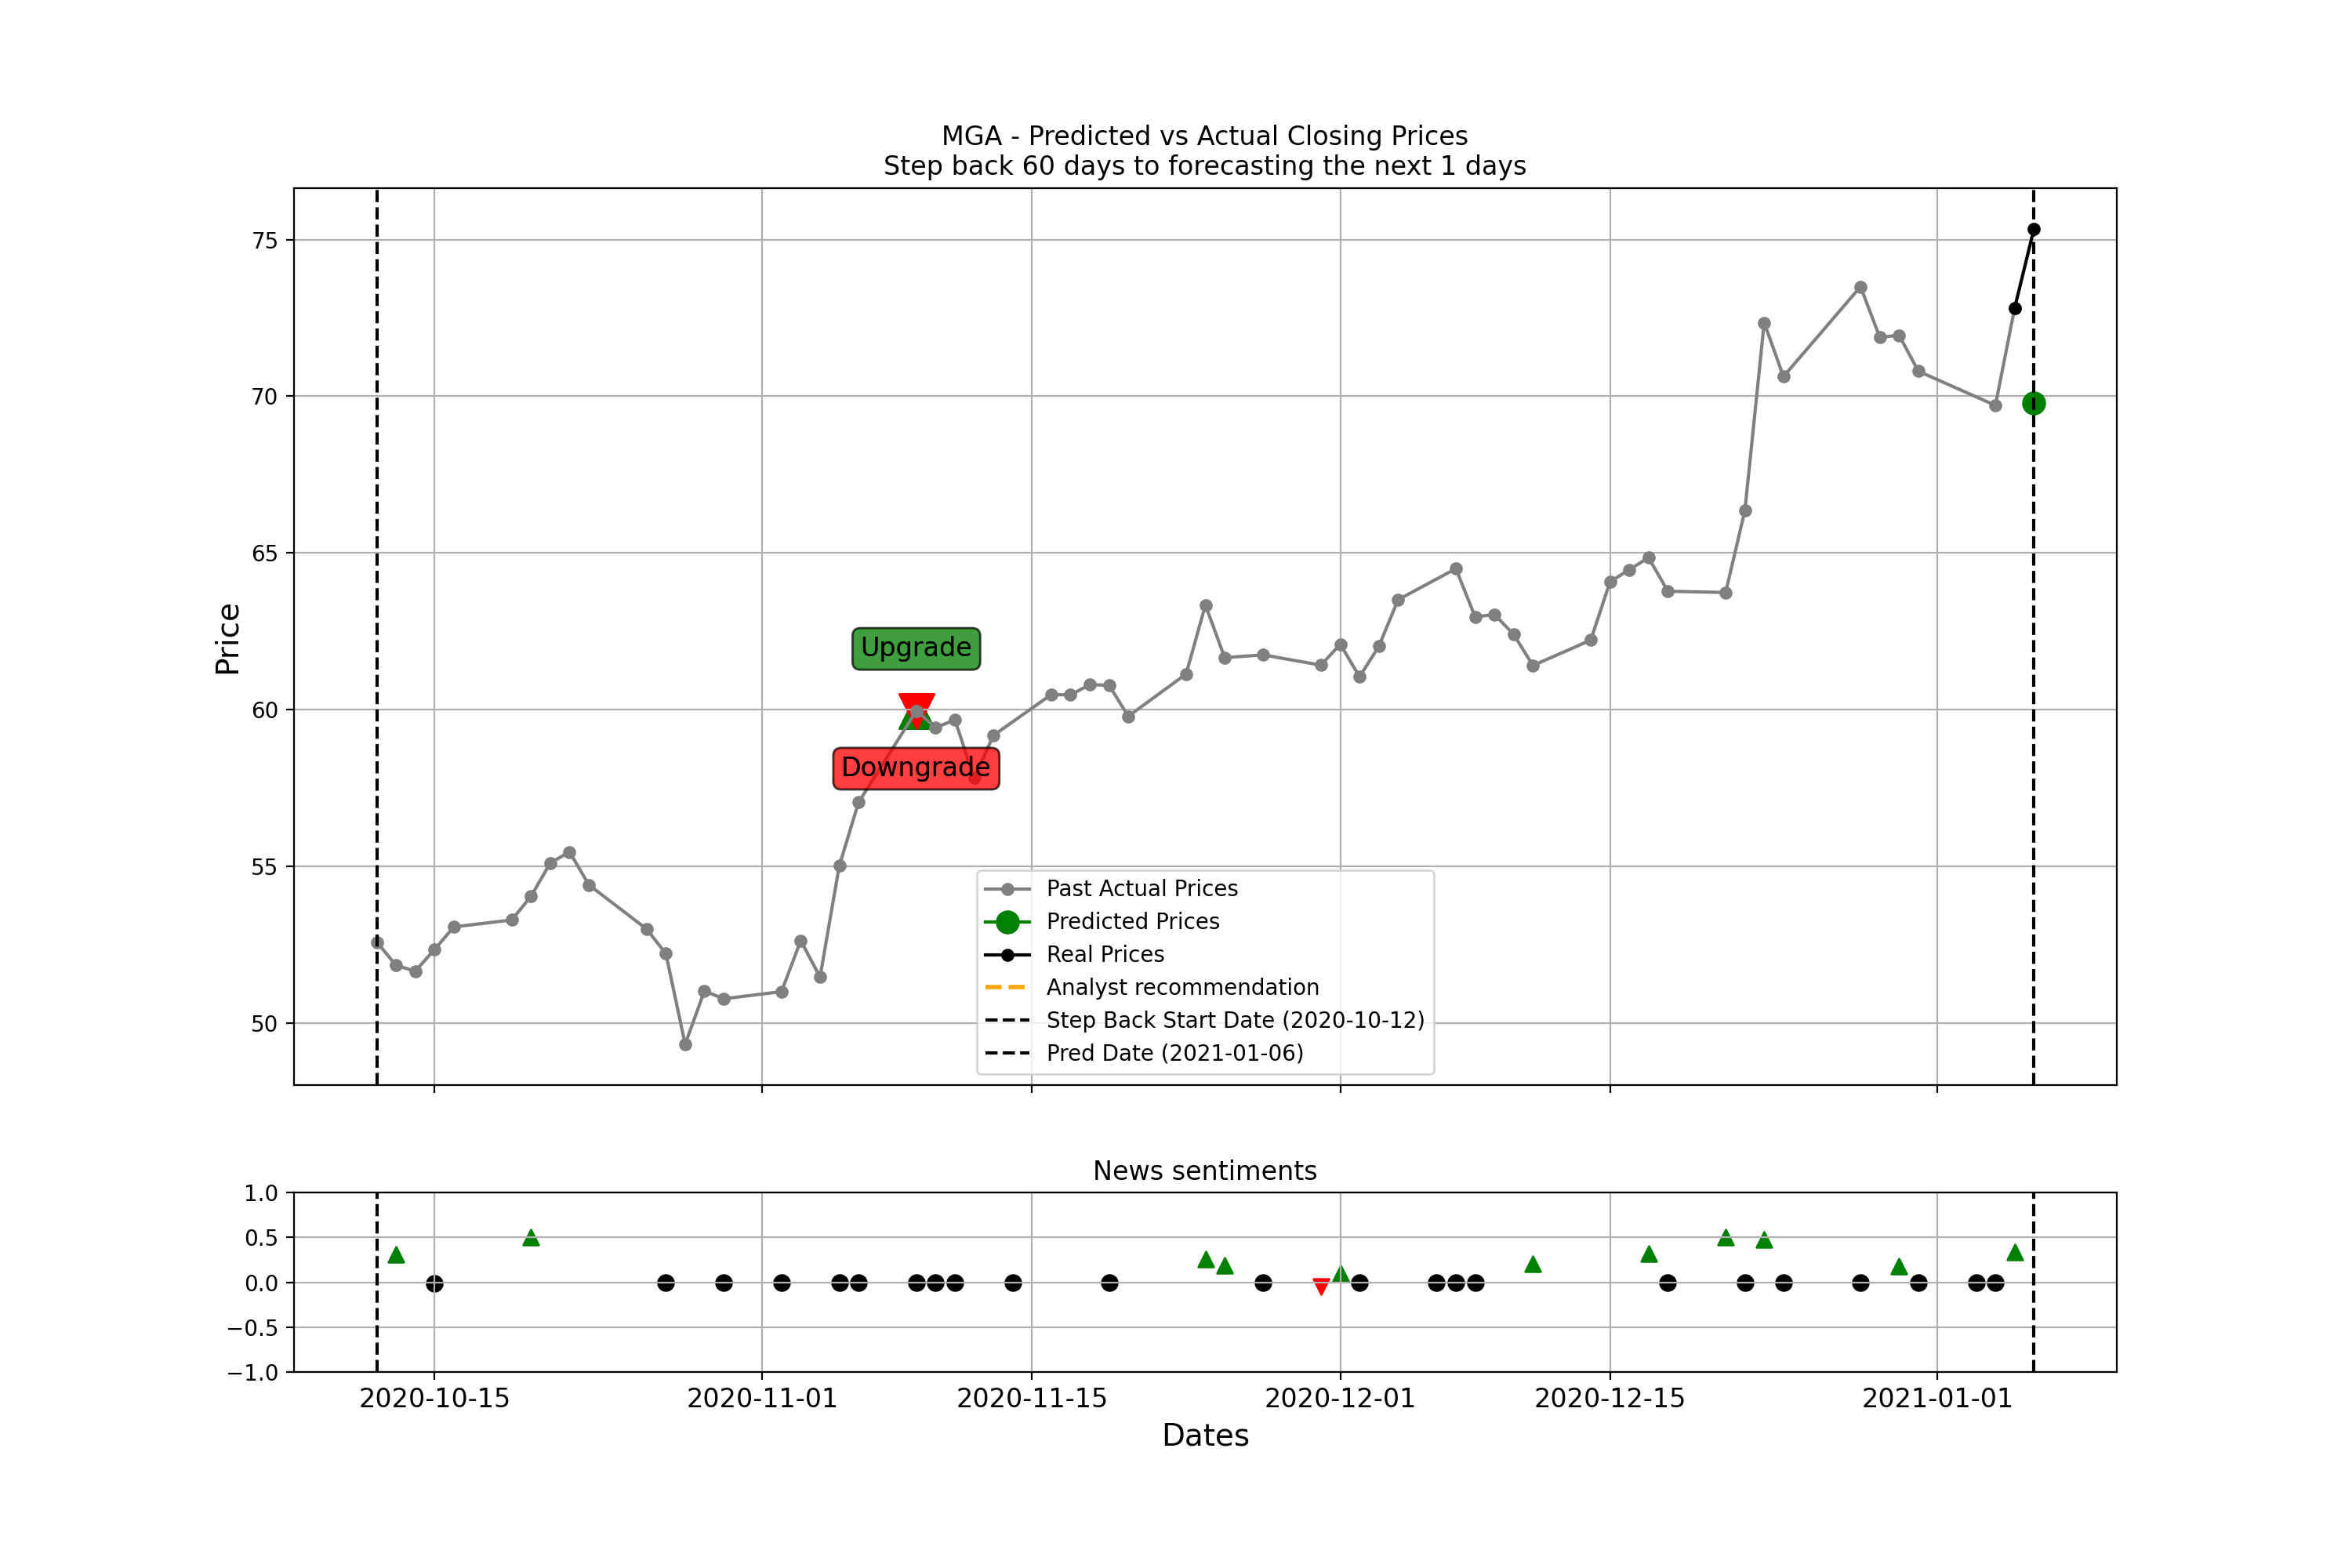 MGA - Predicted vs Actual Closing Prices
Step back 60 days to forecasting the next 1 days
Price
75
70
65
60
55
50
Upgrade
Downgrade
Past Actual Prices
Predicted Prices
Real Prices
Analyst recommendation
Step Back Start Date (2020-10-12)
Pred Date (2021-01-06)
News sentiments
1.0
0.5
0.0
−0.5
−1.0
2020-10-15
2020-11-01
2020-11-15
2020-12-01
2020-12-15
2021-01-01
Dates